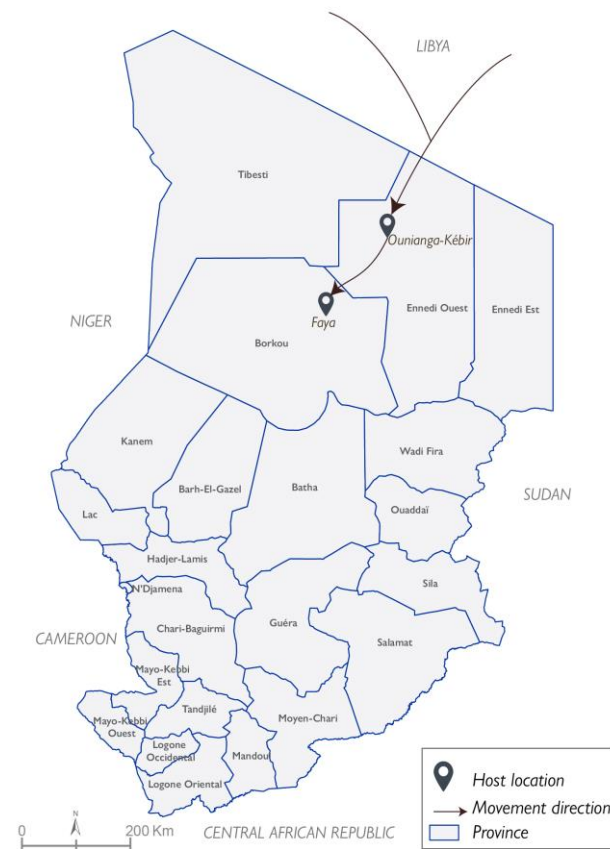 LIBYA
Tibesti
Ounianga-Kébir
NIGER
Faya
Ennedi Ouest
Ennedi Est
Borkou
Kanem
Wadi Fira
Barh-El-Gazel
Batha
SUDAN
Lac
Ouaddaï
Hadjer-Lamis
N'Djamena
Sila
Guéra
Chari-Baguirmi
CAMEROON
Salamat
Mayo-Kebbi
Est
Tandjilé
Moyen-Chari
Mayo-Kebbi
Ouest
Logone
Occidental
Mandoul
Logone Oriental
Host location
Movement direction
Province
N
0 200 Km
CENTRAL AFRICAN REPUBLIC